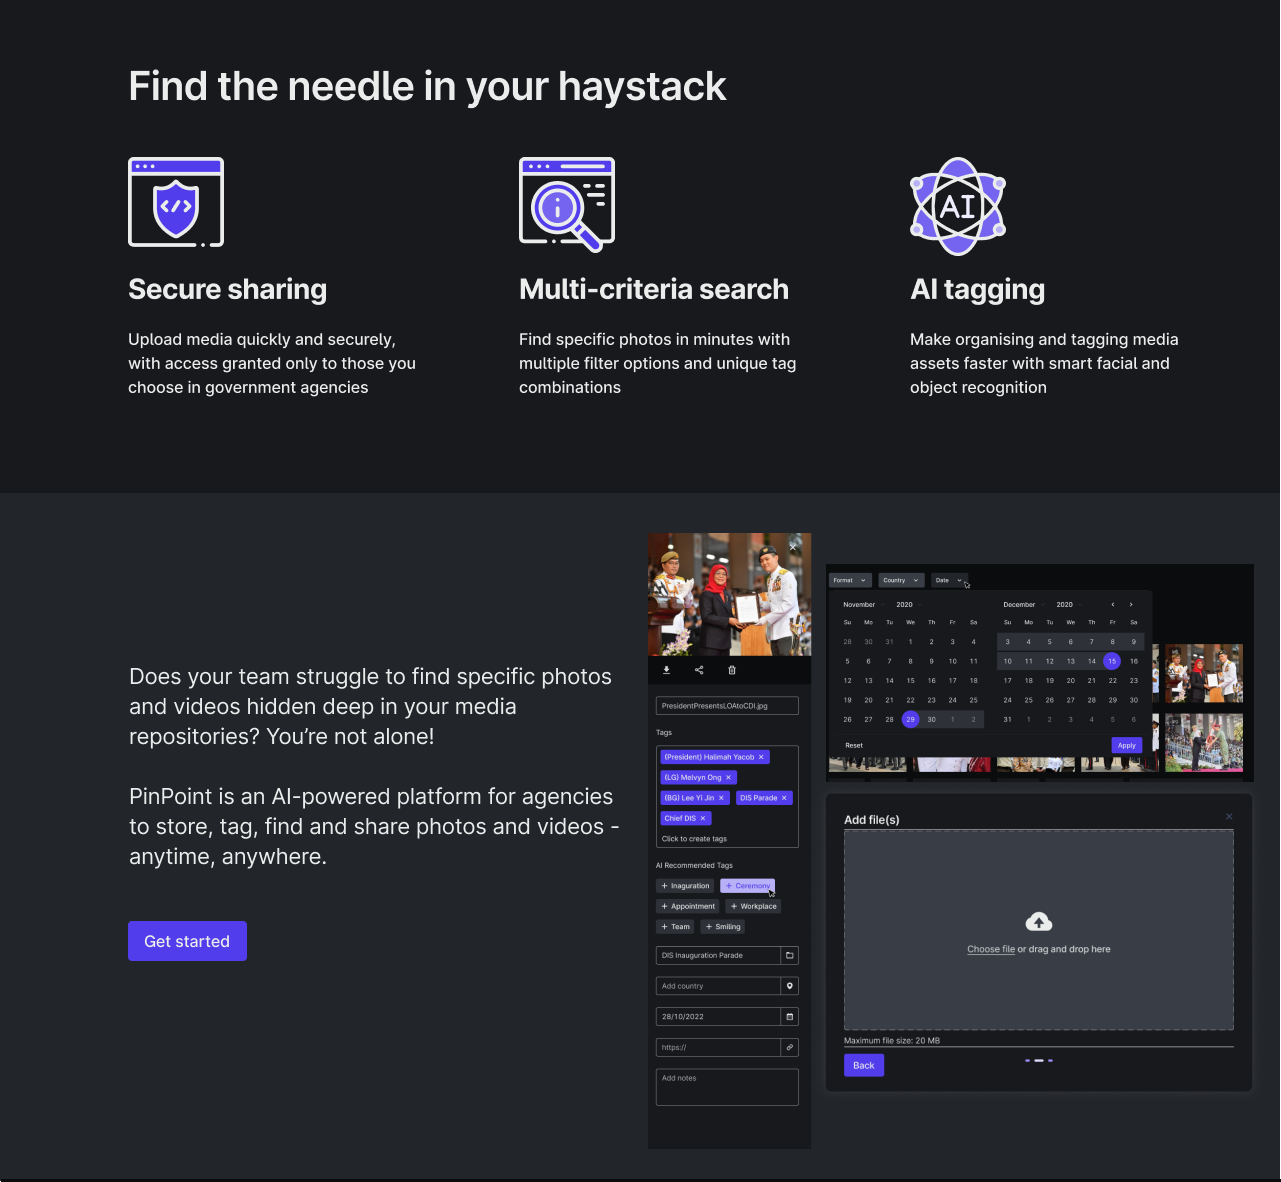 Find the needle in your haystack
Secure sharing
Upload media quickly and securely,
with access granted only to those you
choose in government agencies
Multi-criteria search
Find specific photos in minutes with
multiple filter options and unique tag
combinations
AI
AI tagging
Make organising and tagging media
assets faster with smart facial and
object recognition
Does your team struggle to find specific photos
and videos hidden deep in your media
repositories? You’re not alone!
PinPoint is an AI-powered platform for agencies
to store, tag, find and share photos and videos -
anytime, anywhere.
Get started
PresidentPresentsLOAtoCDI.jpg
Tags
(President) Halimah Yacob ×
(LG) Melvyn Ong ×
(BG) Lee Yi Jin × DIS Parade ×
Chief DIS ×
Click to create tags
AI Recommended Tags
+ Inaguration + Ceremony
+ Appointment + Workplace
+ Team + Smiling
DIS Inauguration Parade
Add country
28/10/2022
https://
Add notes
Format Country Date
November 2020
Su Mo Tu We Th Fr Sa
28 30 31 1 2 3 4
5 6 7 8 9 10 11
12 13 14 15 16 17 18
19 20 21 22 23 24 25
26 27 28 29 30 1 2
December 2020
Su Mo Tu We Th Fr Sa
3 4 5 6 7 8 9
10 11 12 13 14 15 16
17 18 19 20 21 22 23
24 25 26 27 28 29 30
31 1 2 3 4 5 6
Reset Apply
Add file(s)
Choose file or drag and drop here
Maximum file size: 20 MB
Back